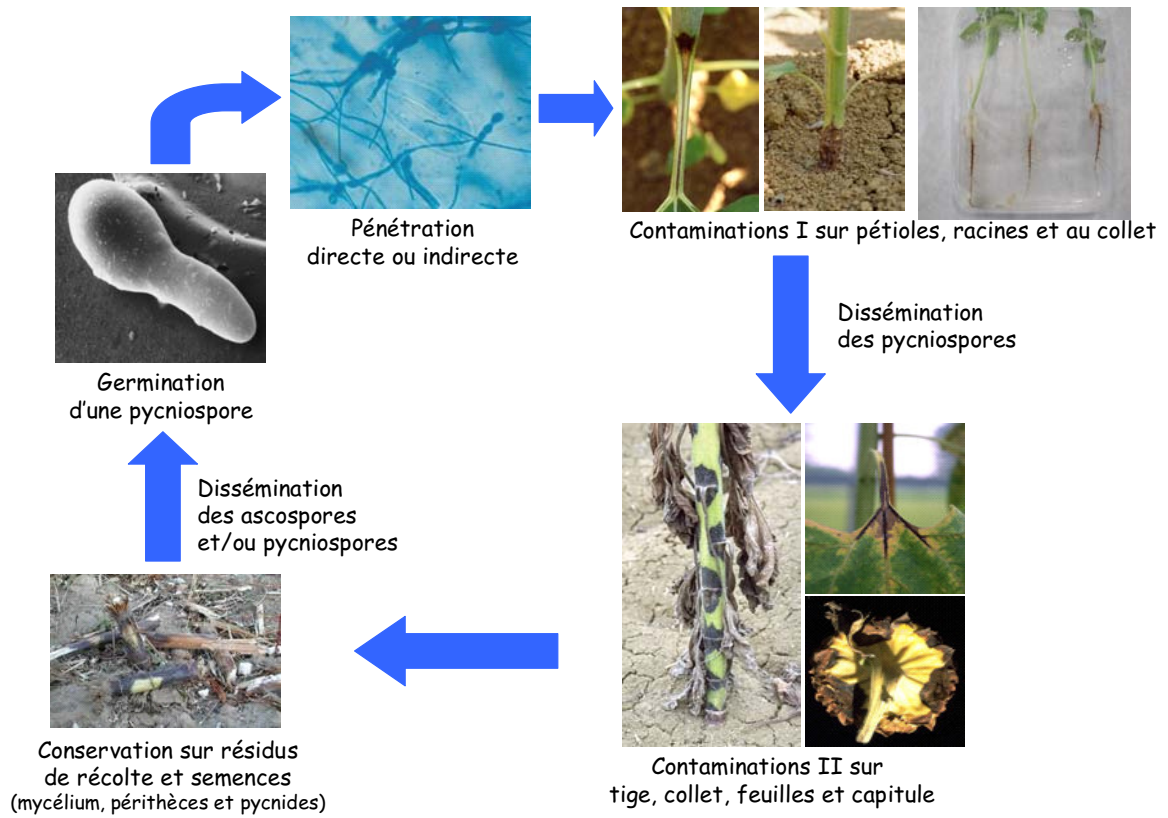 Pénétration
directe ou indirecte
Contaminations I sur pétioles, racines et au collet
Dissémination
des pycniospores
Germination
d'une pycniospore
Dissémination
des ascospores
et/ou pycniospores
Conservation sur résidus
de récolte et semences
(mycélium, périthèces et pycnides)
Contaminations II sur
tige, collet, feuilles et capitule